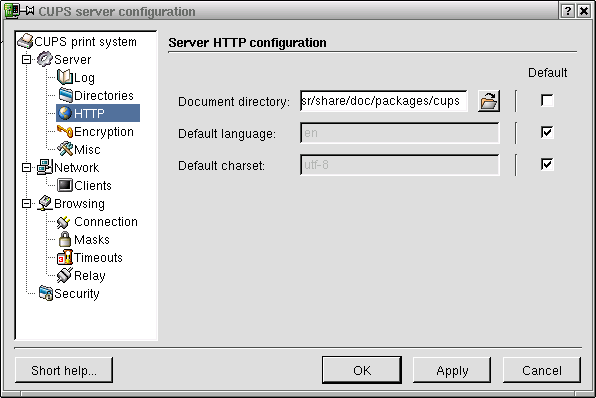 CUPS server configuration
CUPS print system
Server
Log
Directories
HTTP
Encryption
Misc
Network
Clients
Browsing
Connection
Masks
Timeouts
Relay
Security
Server HTTP configuration
Default
Document directory: sr/share/doc/packages/cups
Default language: en
Default charset: utf-8
Short help...
OK
Apply
Cancel